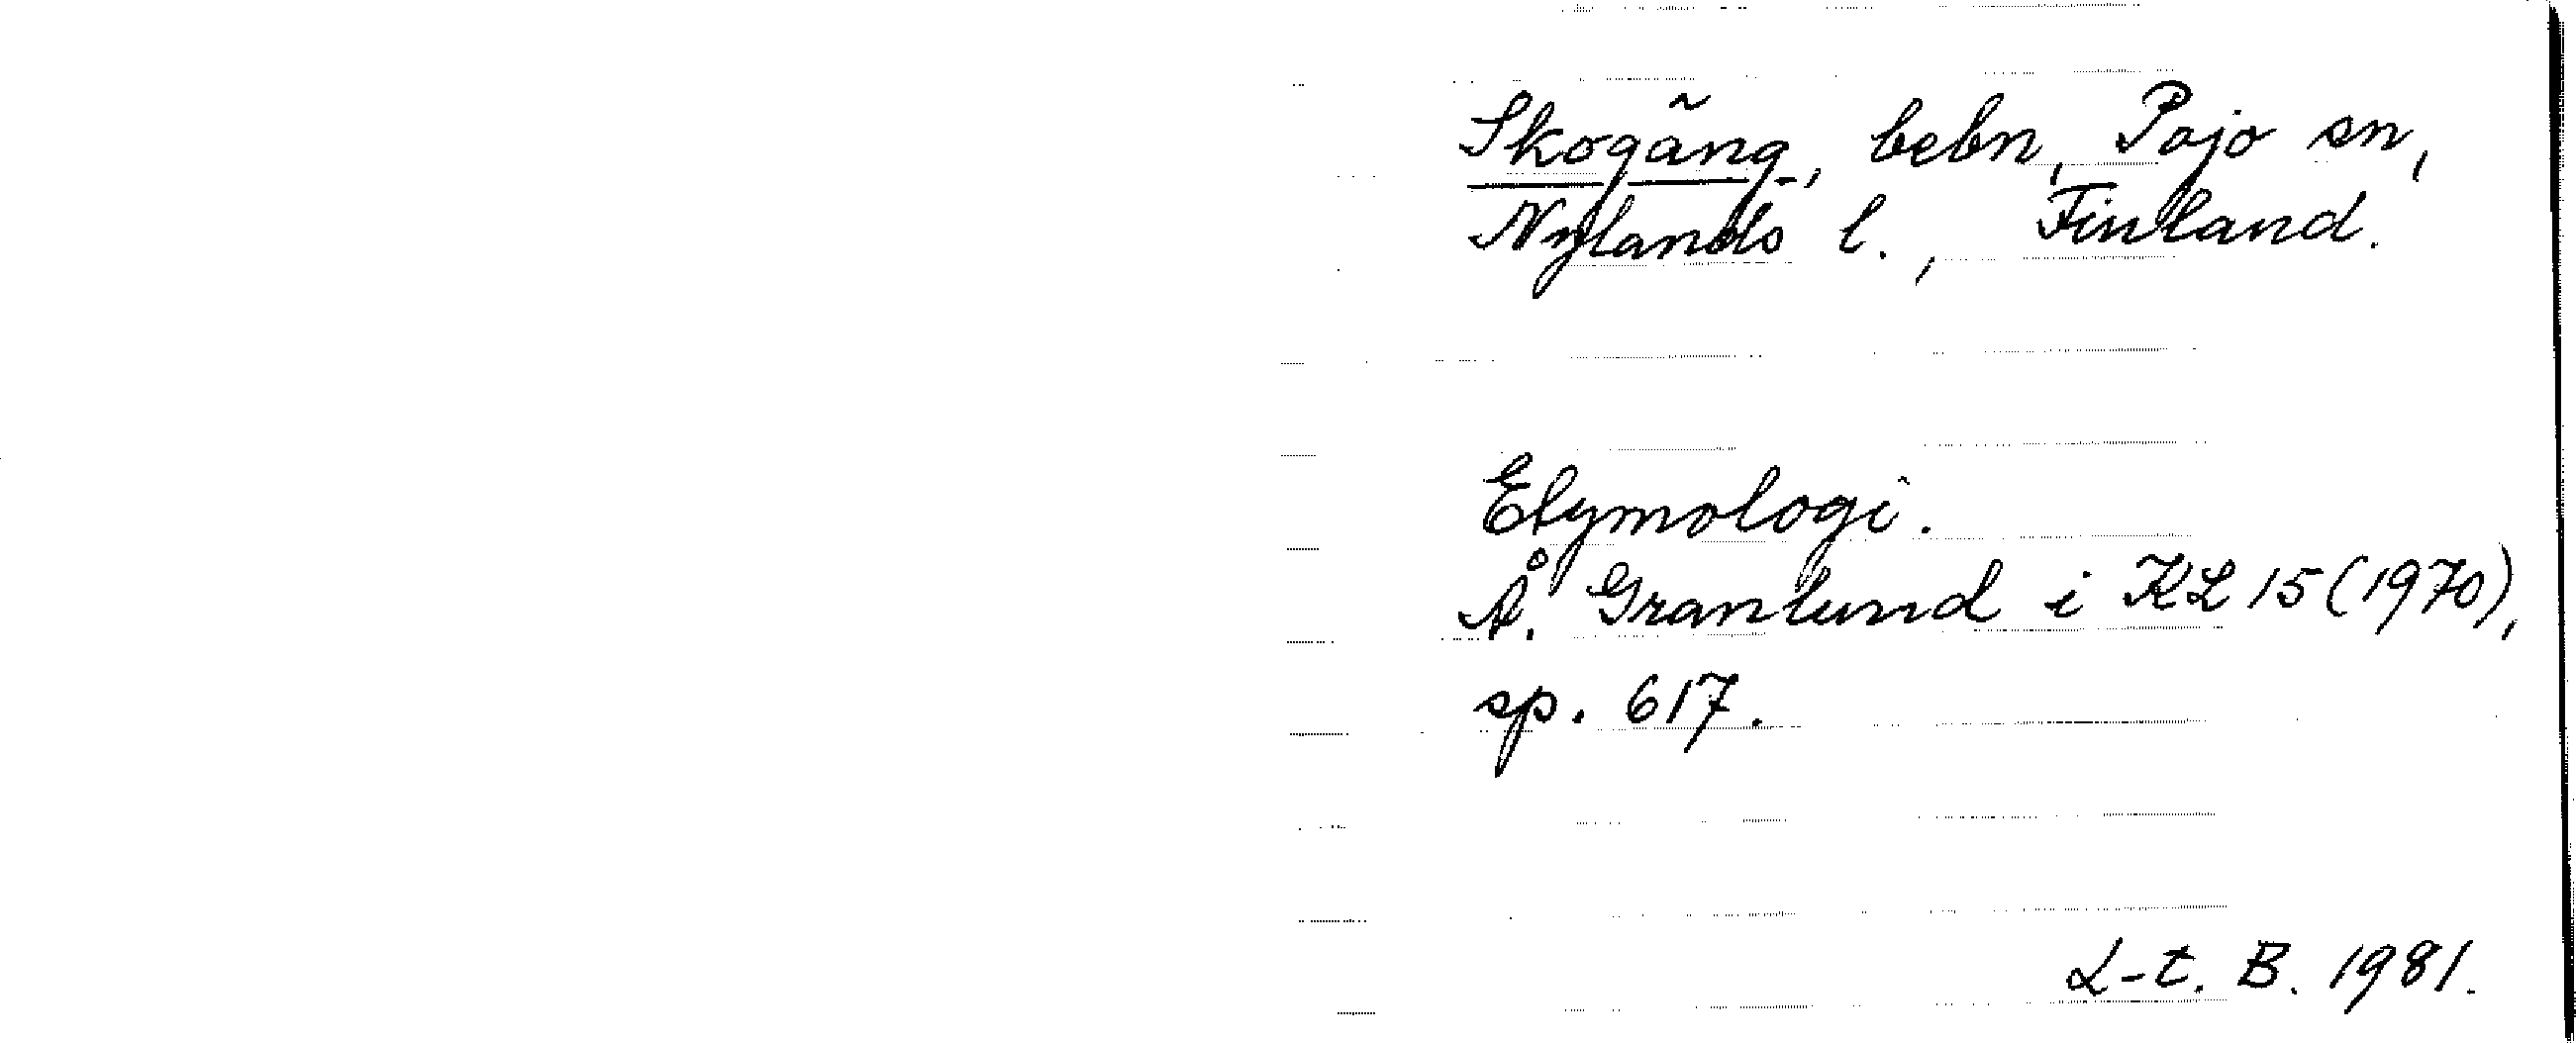 Skogäng, bebn, Pojo sn,
Nylands l., Finland.
Etymologi.
Å. Granlund i KL 15 (1970),
sp. 617.
L-t. B. 1981.